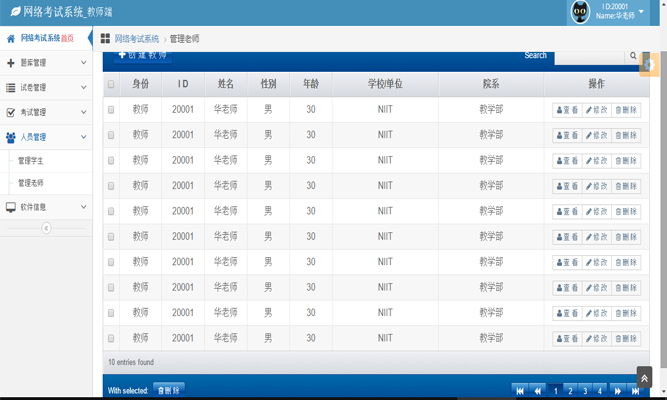 网络考试系统_教师端
ID:20001
Name:华老师
网络考试系统首页
题库管理
试卷管理
考试管理
人员管理
管理学生
管理老师
软件信息
网络考试系统 › 管理老师
创建教师
Search
身份 ID 姓名 性别 年龄 学校/单位 院系 操作
教师 20001 华老师 男 30 NIIT 教学部 查看 修改 删除
教师 20001 华老师 男 30 NIIT 教学部 查看 修改 删除
教师 20001 华老师 男 30 NIIT 教学部 查看 修改 删除
教师 20001 华老师 男 30 NIIT 教学部 查看 修改 删除
教师 20001 华老师 男 30 NIIT 教学部 查看 修改 删除
教师 20001 华老师 男 30 NIIT 教学部 查看 修改 删除
教师 20001 华老师 男 30 NIIT 教学部 查看 修改 删除
教师 20001 华老师 男 30 NIIT 教学部 查看 修改 删除
教师 20001 华老师 男 30 NIIT 教学部 查看 修改 删除
教师 20001 华老师 男 30 NIIT 教学部 查看 修改 删除
10 entries found
With selected: 删除
1 2 3 4